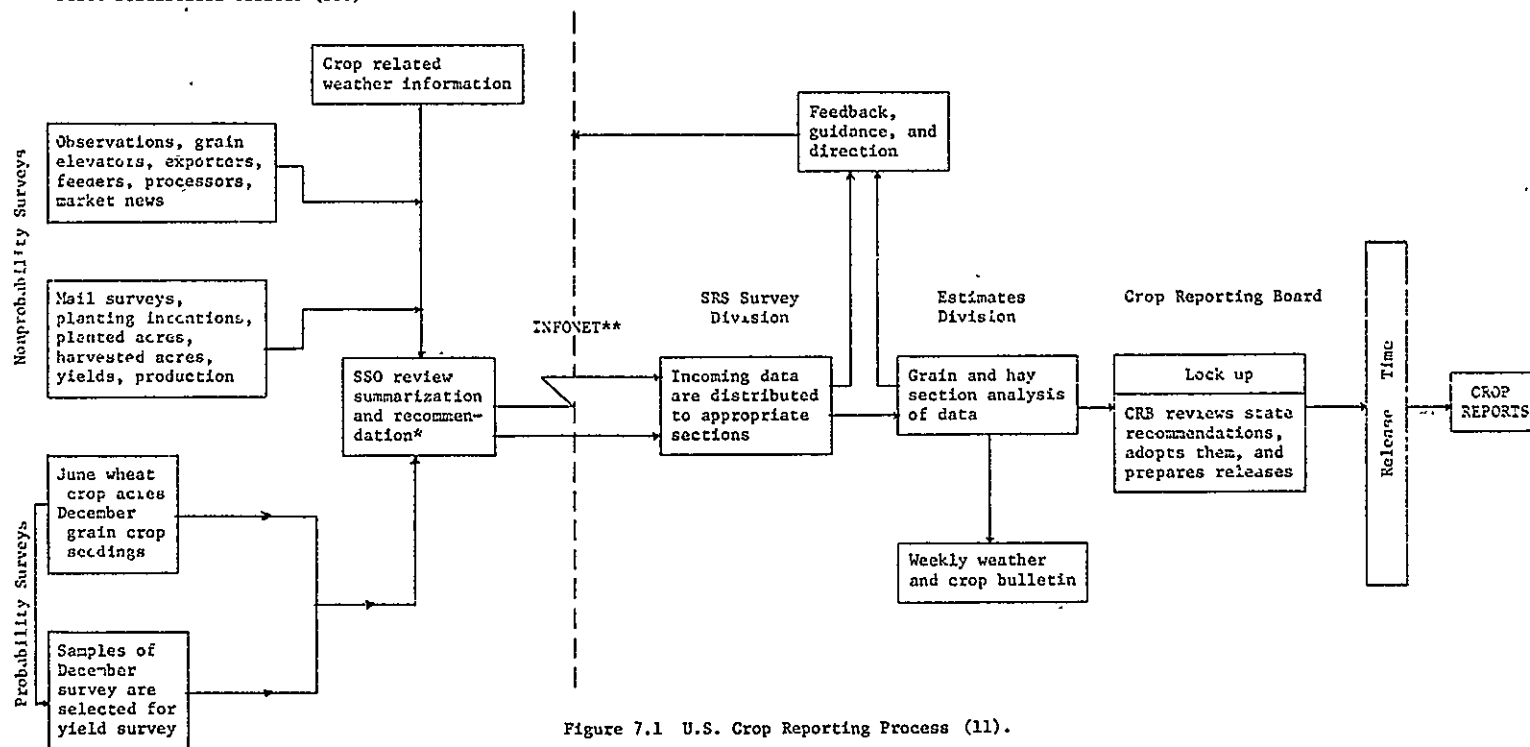 Crop related
weather information
Nonprobability Surveys
Observations, grain
elevators, exporters,
feeders, processors,
market news
Mail surveys,
planting intentions,
planted acres,
harvested acres,
yields, production
Probability Surveys
June wheat
crop acres
December
grain crop
seedings
Samples of
December
survey are
selected for
yield survey
SSO review
summarization
and recommen-
dation*
INFONET**
Feedback,
guidance, and
direction
SRS Survey
Division
Incoming data
are distributed
to appropriate
sections
Estimates
Division
Grain and hay
section analysis
of data
Weekly weather
and crop bulletin
Crop Reporting Board
Lock up
CRB reviews state
recommendations,
adopts them, and
prepares releases
Release Time
CROP
REPORTS
Figure 7.1 U.S. Crop Reporting Process (11).